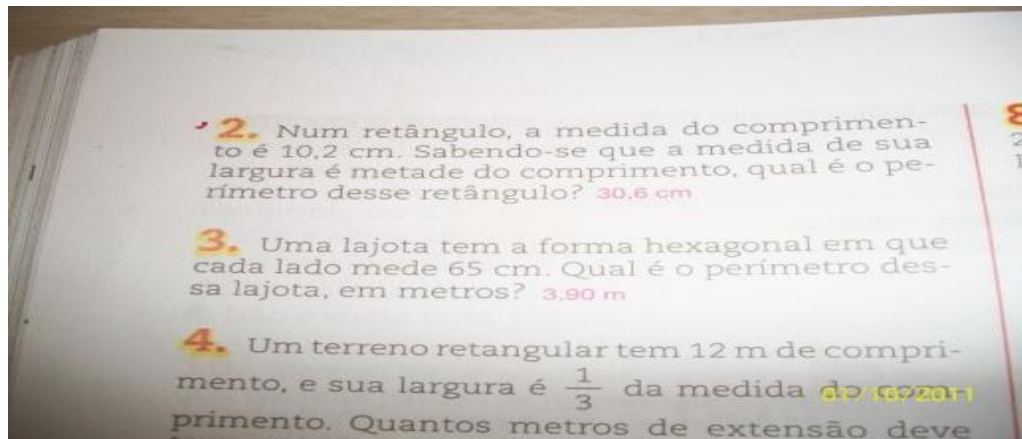 2. Num retângulo, a medida do comprimen-
to é 10,2 cm. Sabendo-se que a medida de sua
largura é metade do comprimento, qual é o pe-
rímetro desse retângulo? 30,6 cm
3. Uma lajota tem a forma hexagonal em que
cada lado mede 65 cm. Qual é o perímetro des-
sa lajota, em metros? 3,90 m
4. Um terreno retangular tem 12 m de compri-
mento, e sua largura é 1/3 da medida do com-
primento. Quantos metros de extensão deve